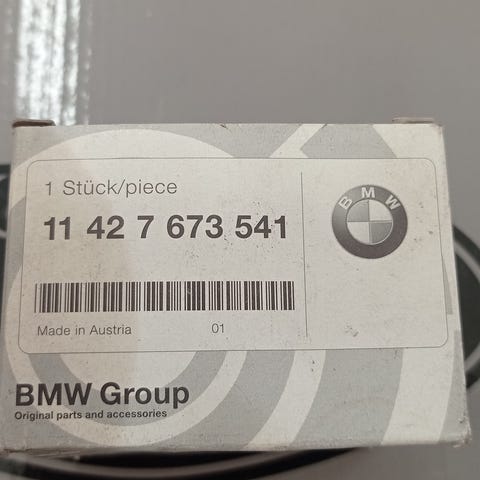 1 Stück/piece
11 42 7 673 541
BMW
Made in Austria 01
BMW Group
Original parts and accessories